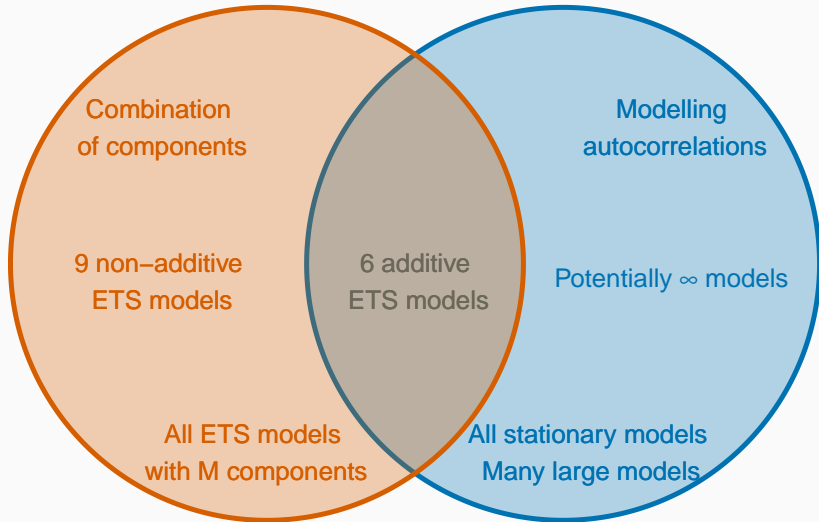 Combination
of components
Modelling
autocorrelations
9 non−additive
ETS models
6 additive
ETS models
Potentially ∞ models
All ETS models
with M components
All stationary models
Many large models